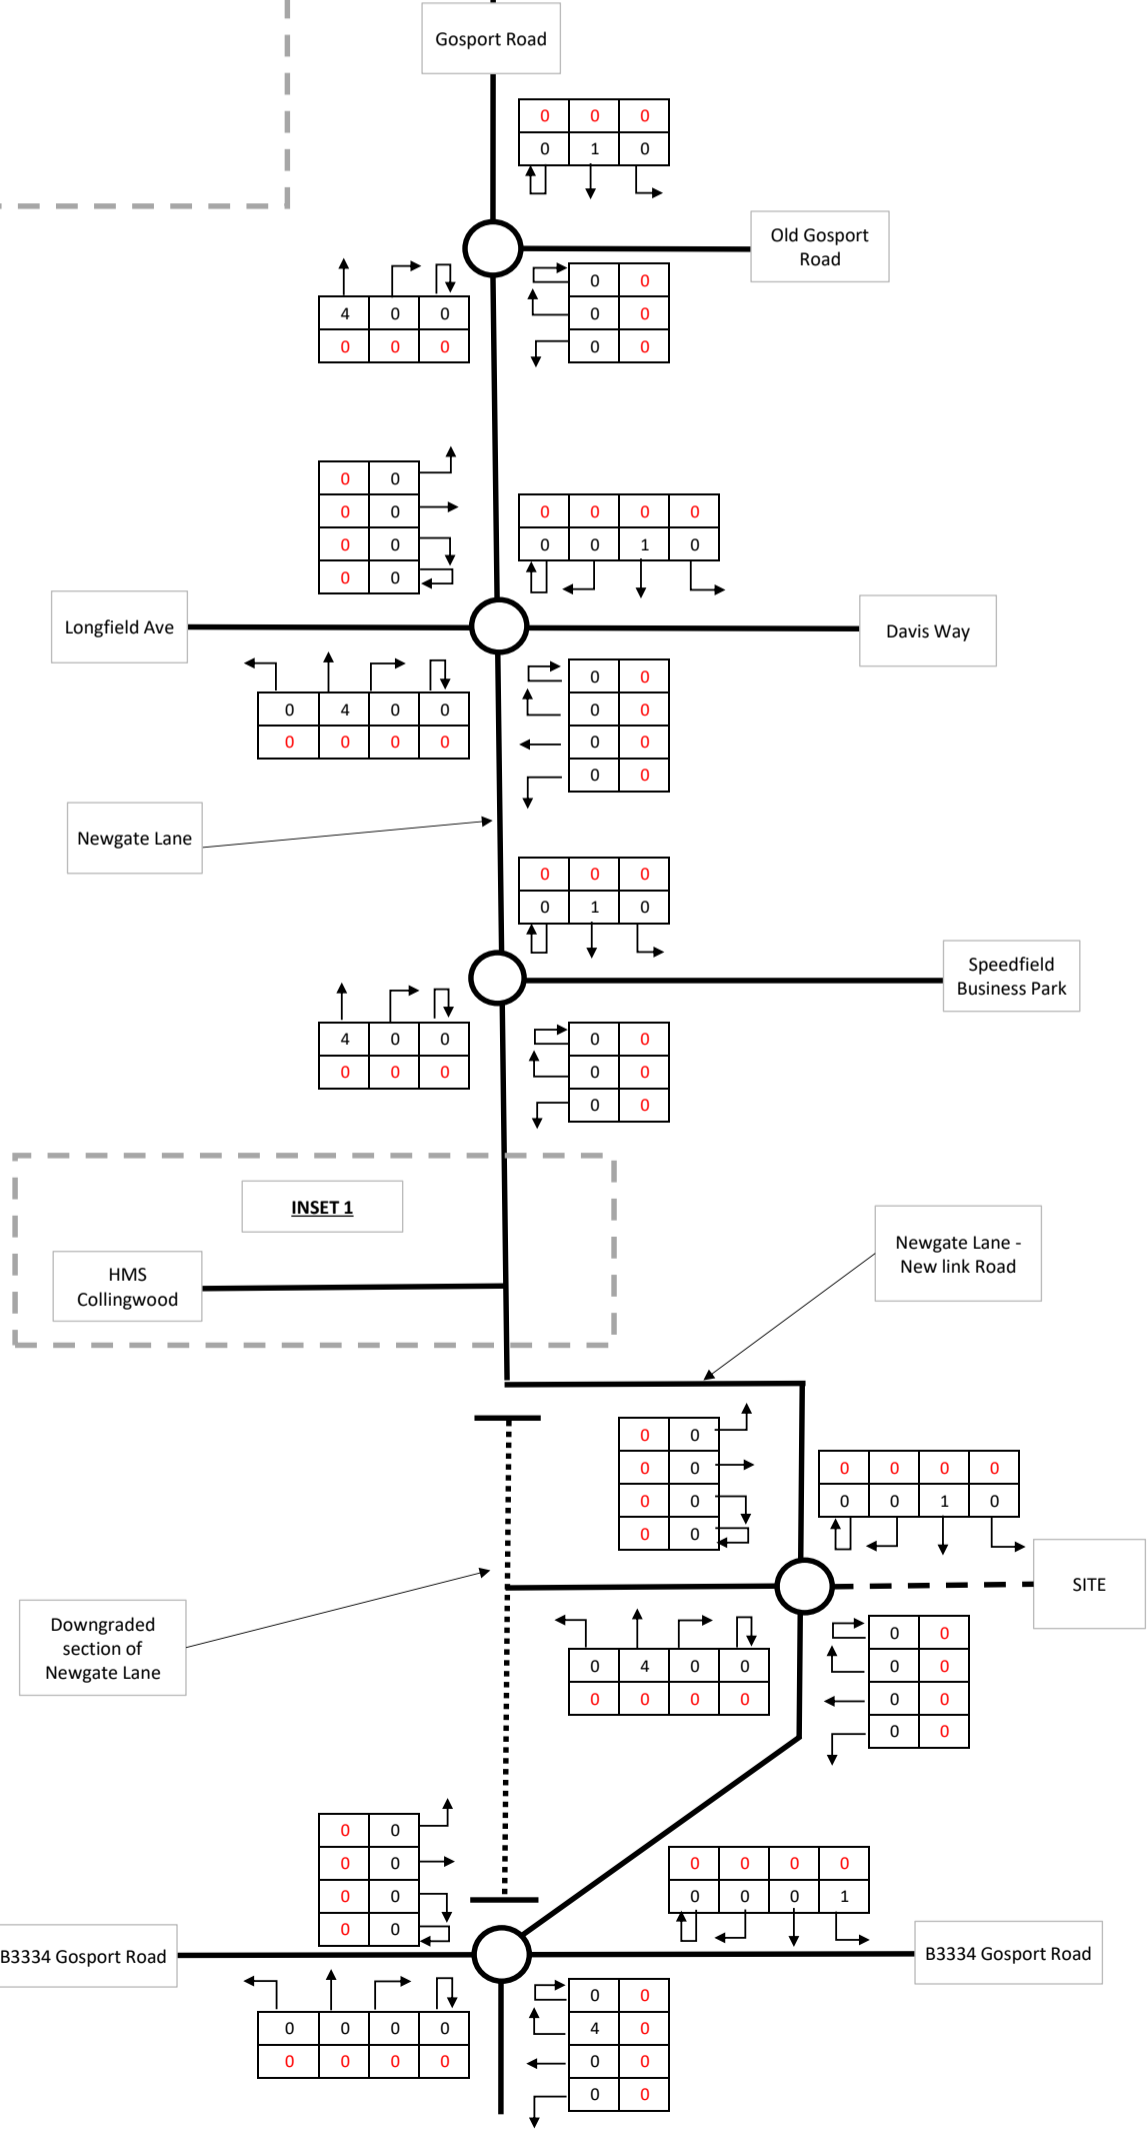 Gosport Road
0 0 0
0 1 0
Old Gosport
Road
0 0
0 0
0 0
4 0 0
0 0 0
0 0
0 0
0 0
0 0
0 0 0 0
0 0 1 0
Longfield Ave
Davis Way
0 4 0 0
0 0 0 0
0 0
0 0
0 0
0 0
Newgate Lane
0 0 0
0 1 0
Speedfield
Business Park
4 0 0
0 0 0
0 0
0 0
0 0
INSET 1
HMS
Collingwood
Newgate Lane -
New link Road
0 0
0 0
0 0
0 0
0 0 0 0
0 0 1 0
SITE
Downgraded
section of
Newgate Lane
0 4 0 0
0 0 0 0
0 0
0 0
0 0
0 0
0 0
0 0
0 0
0 0
0 0 0 0
0 0 0 1
B3334 Gosport Road
B3334 Gosport Road
0 0 0 0
0 0 0 0
0 0
4 0
0 0
0 0